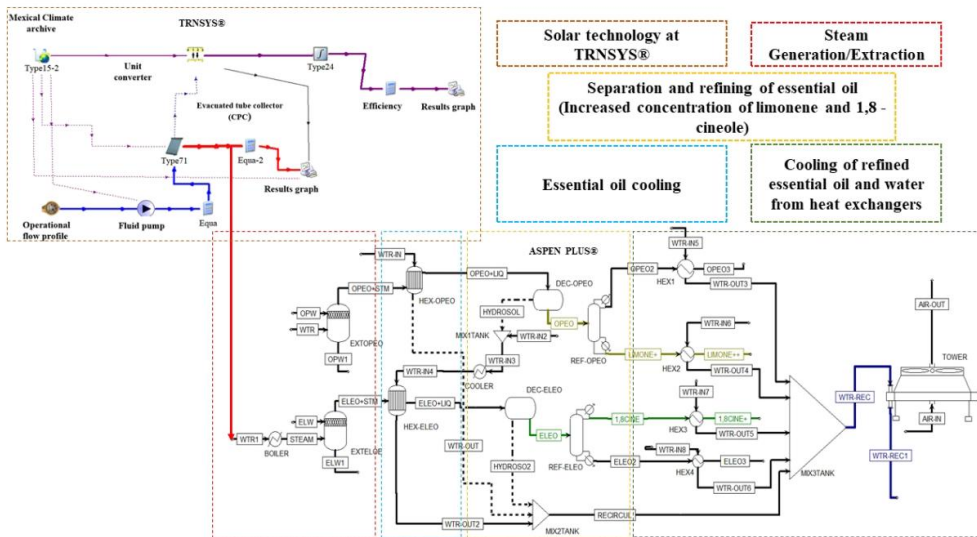 Mexical Climate
archive
TRNSYS®
Type15-2
Unit
converter
Type24
Efficiency
Results graph
Evacuated tube collector
(CPC)
Type71
Equa-2
Results graph
Operational
flow profile
Fluid pump
Equa
Solar technology at
TRNSYS®
Steam
Generation/Extraction
Separation and refining of essential oil
(Increased concentration of limonene and 1,8 -
cineole)
Essential oil cooling
Cooling of refined
essential oil and water
from heat exchangers
ASPEN PLUS®
WTR-IN
OPEO+STM
HEX-OPEO
OPEO+LIQ
DEC-OPEO
OPW
WTR
EXTOPEO
OPW1
HYDROSOL
OPEO
MIX1TANK
WTR-IN2
WTR-IN3
REF-OPEO
OPEO2
WTR-IN5
HEX1
OPEO3
WTR-OUT3
WTR-IN6
LIMONE+
HEX2
LIMONE++
WTR-OUT4
WTR-IN4
COOLER
ELEO+STM
HEX-ELEO
ELEO+LIQ
DEC-ELEO
ELW
WTR1
BOILER
STEAM
EXTELOE
ELW1
WTR-OUT
ELEO
HYDROSO2
REF-ELEO
1,8CINE
WTR-IN7
HEX3
1,8CINE+
WTR-OUT5
ELEO2
WTR-IN8
HEX4
ELEO3
WTR-OUT6
WTR-OUT2
MIX2TANK
RECIRCUL
MIX3TANK
WTR-REC
WTR-REC1
AIR-OUT
TOWER
AIR-IN